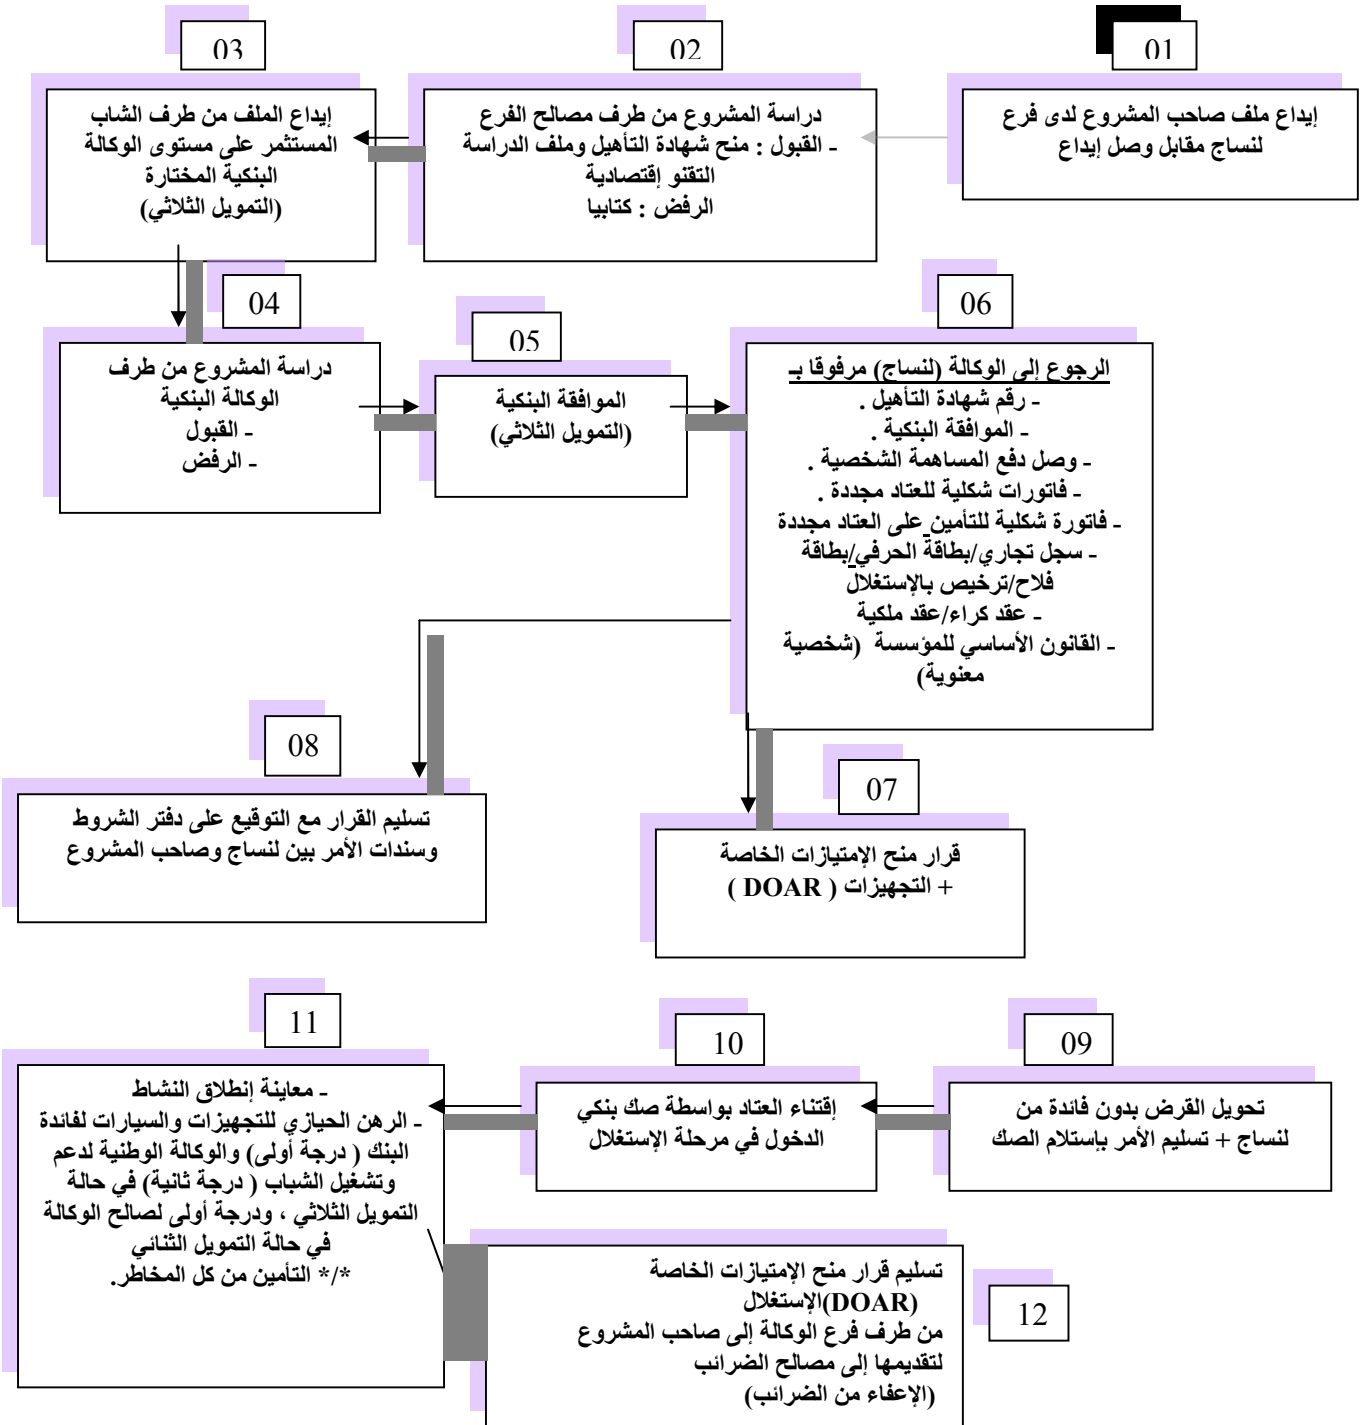 01
إيداع ملف صاحب المشروع لدى فرع
لنساج مقابل وصل إيداع
02
دراسة المشروع من طرف مصالح الفرع
- القبول : منح شهادة التأهيل وملف الدراسة
التقنو إقتصادية
الرفض : كتابيا
03
إيداع الملف من طرف الشاب
المستثمر على مستوى الوكالة
البنكية المختارة
(التمويل الثلاثي)
04
دراسة المشروع من طرف
الوكالة البنكية
- القبول
- الرفض
05
الموافقة البنكية
(التمويل الثلاثي)
06
الرجوع إلى الوكالة (لنساج) مرفوقا بـ
- رقم شهادة التأهيل .
- الموافقة البنكية .
- وصل دفع المساهمة الشخصية .
- فاتورات شكلية للعتاد مجددة .
- فاتورة شكلية للتأمين على العتاد مجددة
- سجل تجاري/بطاقة الحرفي/بطاقة
فلاح/ترخيص بالإستغلال
- عقد كراء/عقد ملكية
- القانون الأساسي للمؤسسة (شخصية
معنوية)
07
قرار منح الإمتيازات الخاصة
+ التجهيزات ( DOAR )
08
تسليم القرار مع التوقيع على دفتر الشروط
وسندات الأمر بين لنساج وصاحب المشروع
09
تحويل القرض بدون فائدة من
لنساج + تسليم الأمر بإستلام الصك
10
إقتناء العتاد بواسطة صك بنكي
الدخول في مرحلة الإستغلال
11
- معاينة إنطلاق النشاط
- الرهن الحيازي للتجهيزات والسيارات لفائدة
البنك ( درجة أولى) والوكالة الوطنية لدعم
وتشغيل الشباب ( درجة ثانية) في حالة
التمويل الثلاثي ، ودرجة أولى لصالح الوكالة
في حالة التمويل الثنائي
*/* التأمين من كل المخاطر.
12
تسليم قرار منح الإمتيازات الخاصة
الإستغلال(DOAR)
من طرف فرع الوكالة إلى صاحب المشروع
لتقديمها إلى مصالح الضرائب
(الإعفاء من الضرائب)